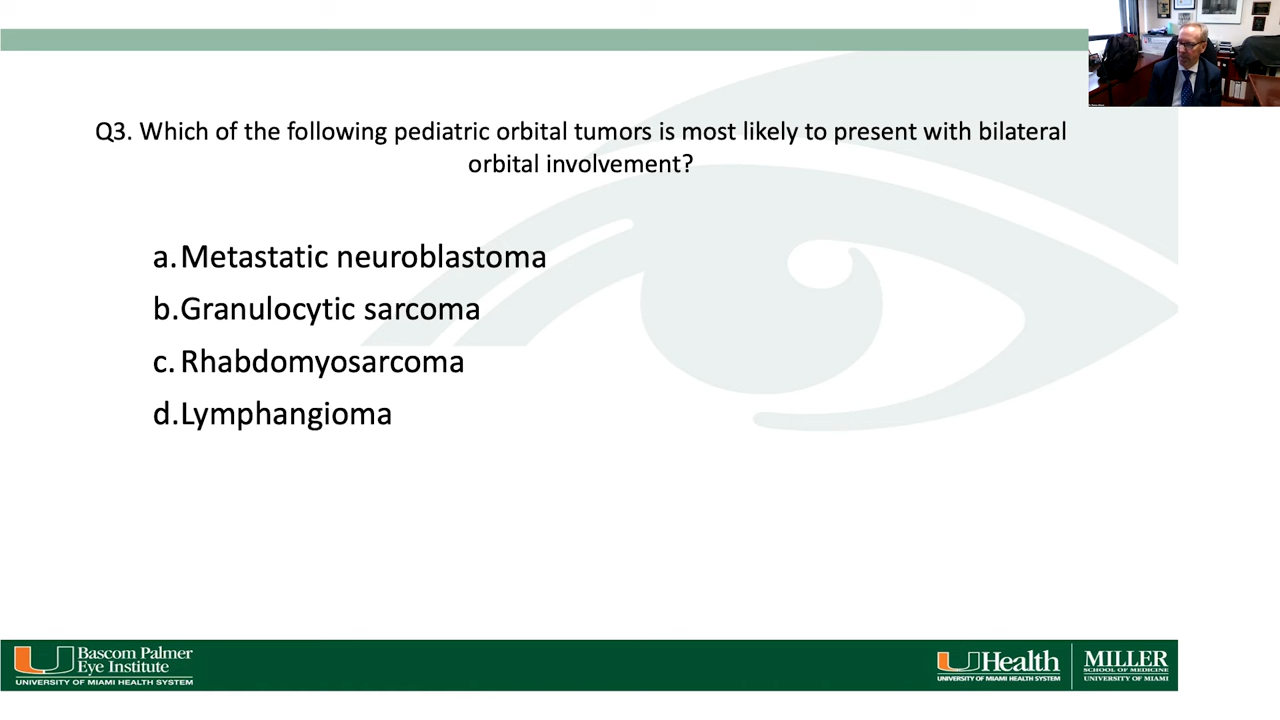 Q3. Which of the following pediatric orbital tumors is most likely to present with bilateral
orbital involvement?
a. Metastatic neuroblastoma
b. Granulocytic sarcoma
c. Rhabdomyosarcoma
d. Lymphangioma
Bascom Palmer
Eye Institute
UNIVERSITY OF MIAMI HEALTH SYSTEM
UHealth
UNIVERSITY OF MIAMI HEALTH SYSTEM
MILLER
SCHOOL OF MEDICINE
UNIVERSITY OF MIAMI